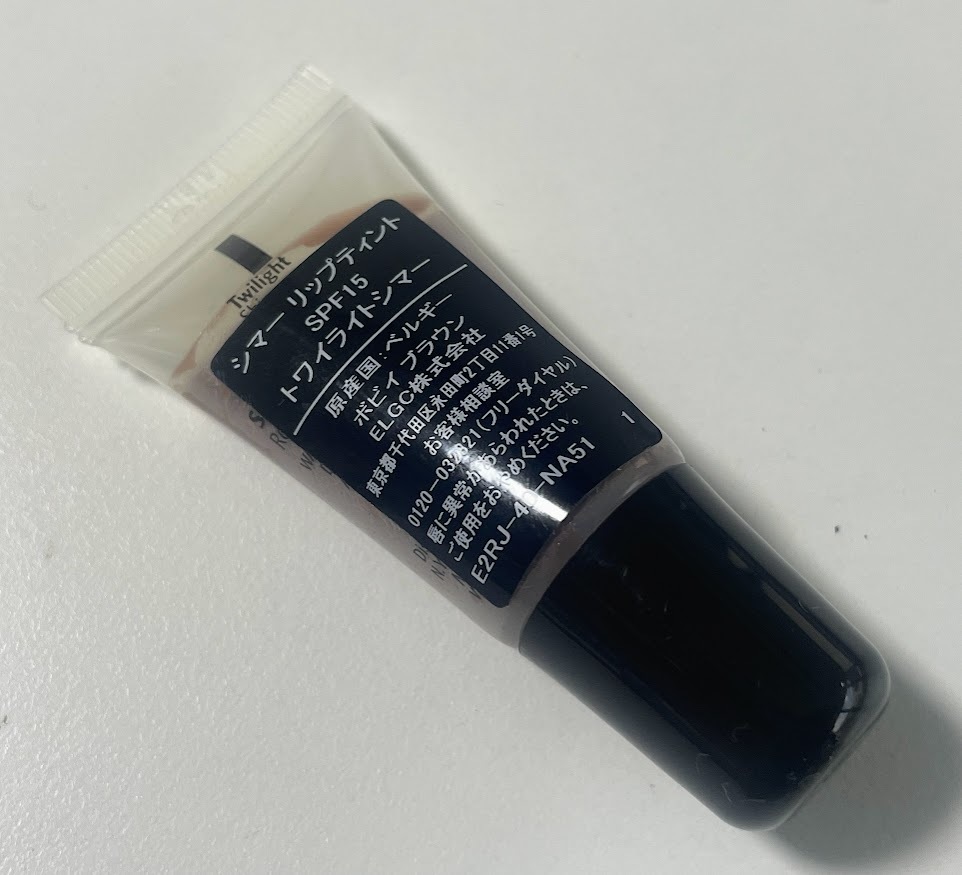 Twilight
シマー リップティント
SPF15
トワイライトシマー
原産国:ベルギー
ボビイ ブラウン
ELGC株式会社
東京都千代田区永田町2丁目11番1号
お客様相談室
(フリーダイヤル)
唇に異常があらわれたときは、
ご使用をおやめください。
E2RJ-4D-NA51
1